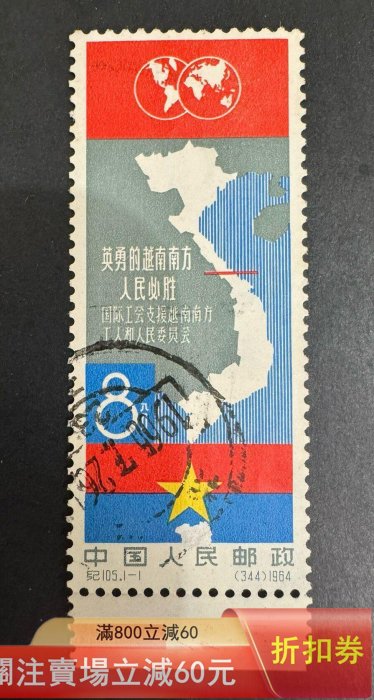 英勇的越南南方
人民必胜
国际工会支援越南南方
工人和人民委员会
8分
中国人民邮政
纪105.1-1
(344)1964
滿800立減60
關注賣場立減60元
折扣券